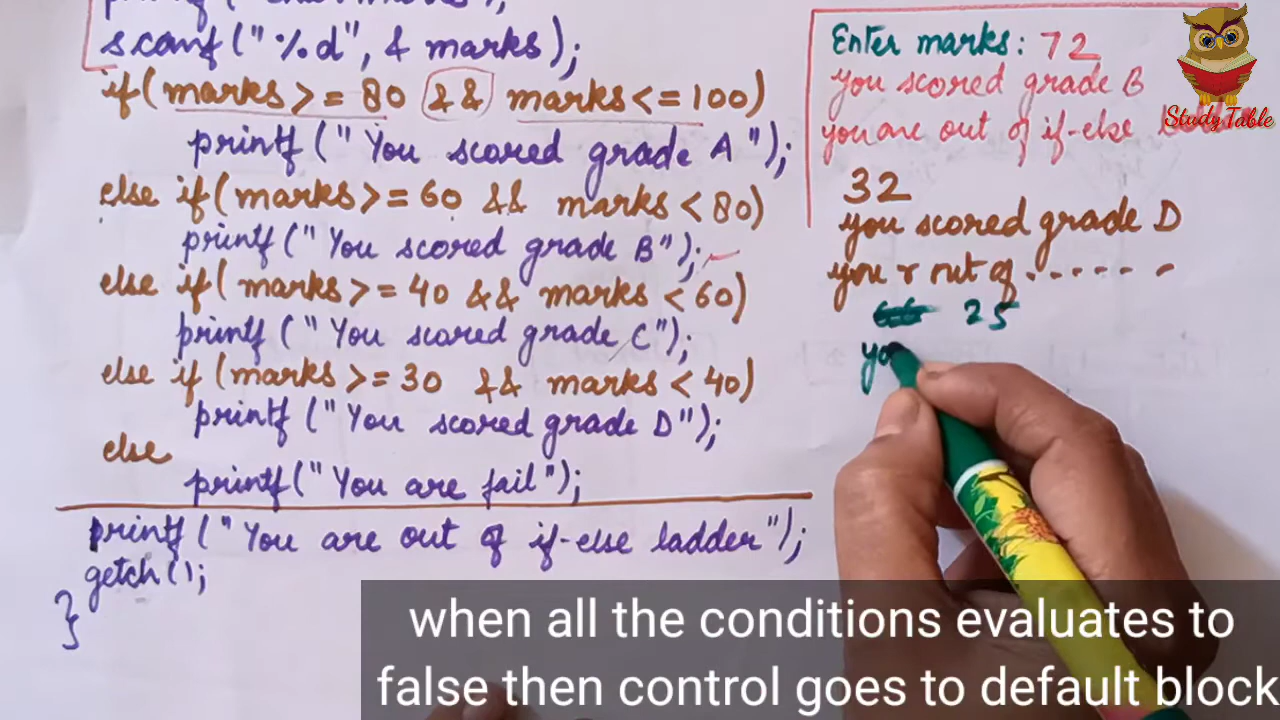 scanf("%d", & marks);
if(marks>=80 && marks<=100)
printf("You scored grade A");
else if(marks>=60 && marks<80)
printf("You scored grade B");
else if(marks>=40 && marks<60)
printf("You scored grade C");
else if(marks>=30 && marks<40)
printf("You scored grade D");
else
printf("You are fail");
printf("You are out of if-else ladder");
getch();
}
Enter marks: 72
you scored grade B
you are out of if-else
32
you scored grade D
you r out of . - - - - -
25
StudyTable
when all the conditions evaluates to
false then control goes to default block